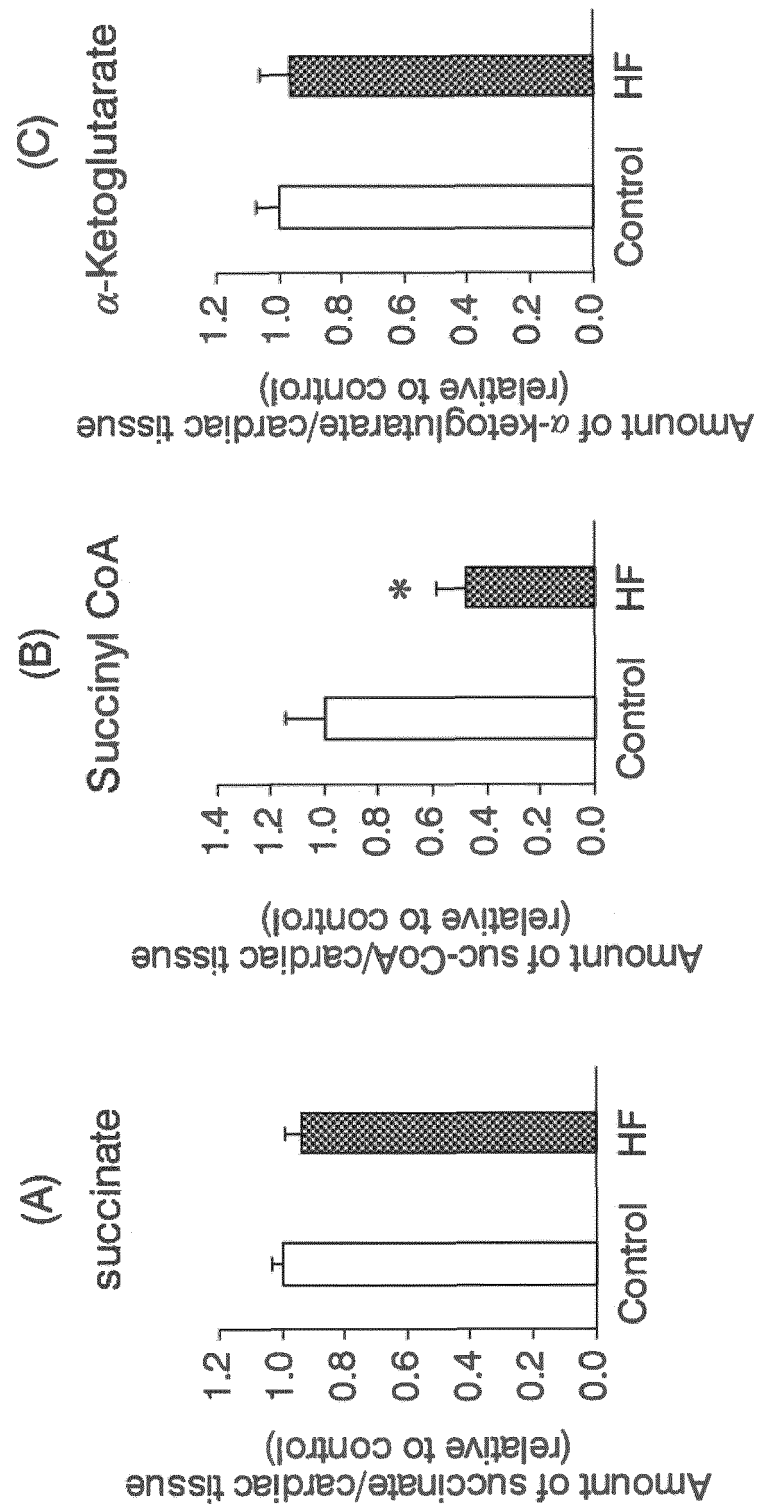 (A)
succinate
Amount of succinate/cardiac tissue
(relative to control)
1.2
1.0
0.8
0.6
0.4
0.2
0.0
Control
HF
(B)
Succinyl CoA
Amount of suc-CoA/cardiac tissue
(relative to control)
1.4
1.2
1.0
0.8
0.6
0.4
0.2
0.0
*
Control
HF
(C)
α-Ketoglutarate
Amount of α-ketoglutarate/cardiac tissue
(relative to control)
1.2
1.0
0.8
0.6
0.4
0.2
0.0
Control
HF